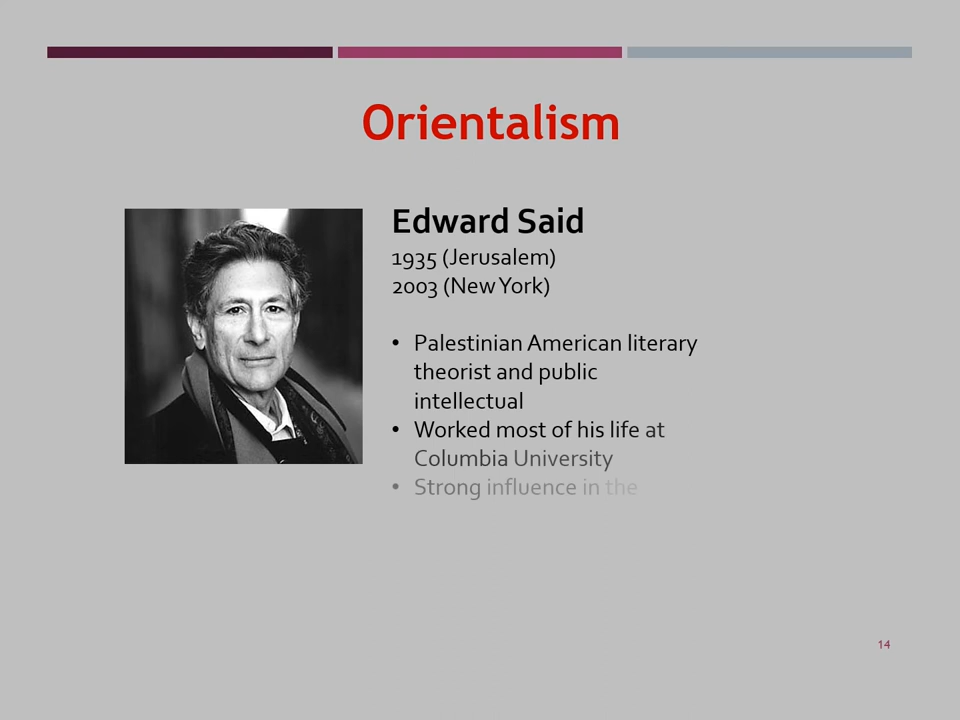 Orientalism
Edward Said
1935 (Jerusalem)
2003 (New York)
• Palestinian American literary
theorist and public
intellectual
• Worked most of his life at
Columbia University
• Strong influence in the
14